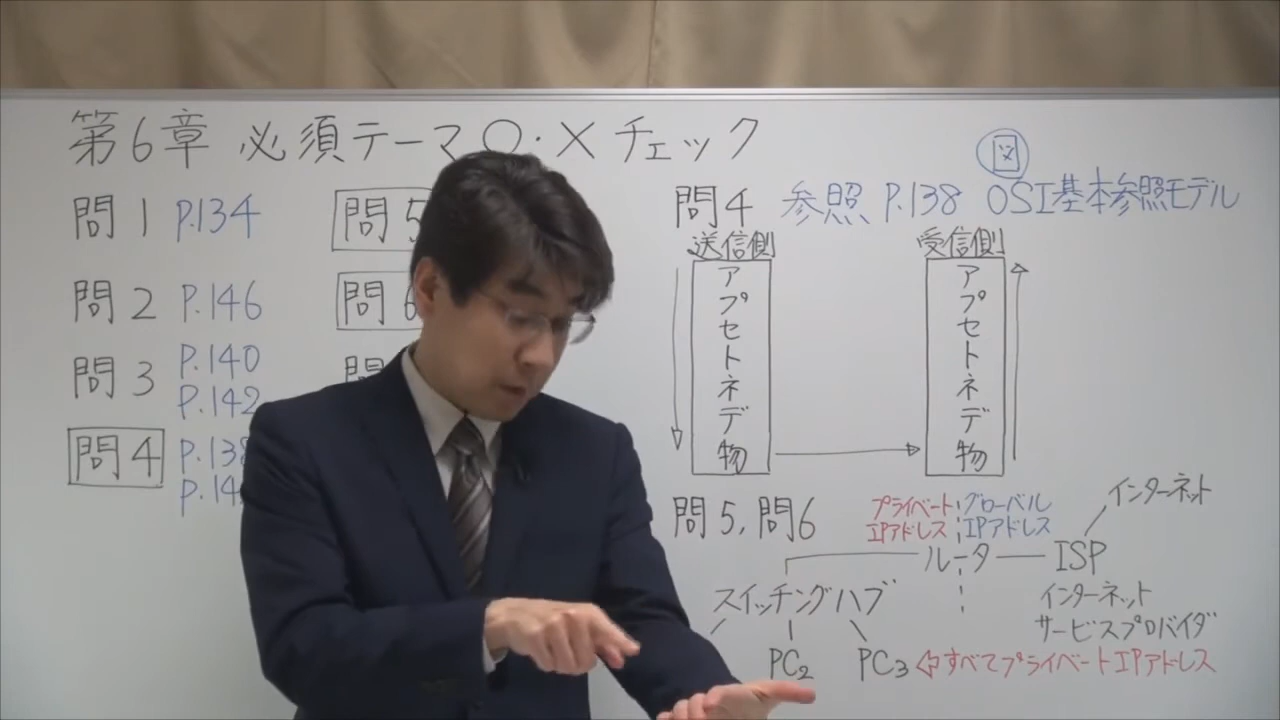 第6章 必須テーマ〇・×チェック
問1 P.134
問2 P.146
問3 P.140
P.142
問4 P.138
P.14
問5
問6
問4 参照 P.138 図 OSI基本参照モデル
送信側
アプセトネデ物
受信側
アプセトネデ物
問5,問6
プライベート
IPアドレス
グローバル
IPアドレス
インターネット
ルータ
ISP
スイッチングハブ
インターネット
サービスプロバイダ
PC2
PC3
⇦すべてプライベートIPアドレス